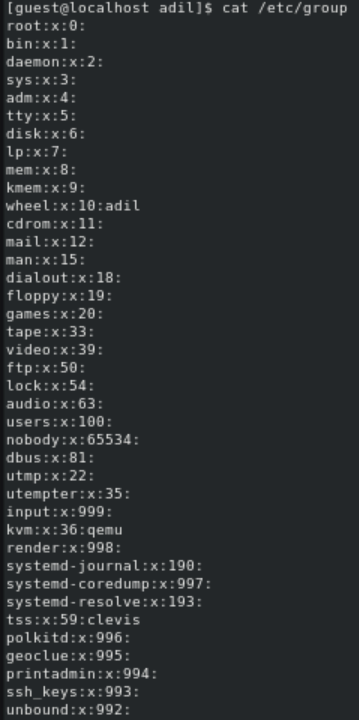 [guest@localhost adil]$ cat /etc/group
root:x:0:
bin:x:1:
daemon:x:2:
sys:x:3:
adm:x:4:
tty:x:5:
disk:x:6:
lp:x:7:
mem:x:8:
kmem:x:9:
wheel:x:10:adil
cdrom:x:11:
mail:x:12:
man:x:15:
dialout:x:18:
floppy:x:19:
games:x:20:
tape:x:33:
video:x:39:
ftp:x:50:
lock:x:54:
audio:x:63:
users:x:100:
nobody:x:65534:
dbus:x:81:
utmp:x:22:
utempter:x:35:
input:x:999:
kvm:x:36:qemu
render:x:998:
systemd-journal:x:190:
systemd-coredump:x:997:
systemd-resolve:x:193:
tss:x:59:clevis
polkitd:x:996:
geoclue:x:995:
printadmin:x:994:
ssh_keys:x:993:
unbound:x:992: